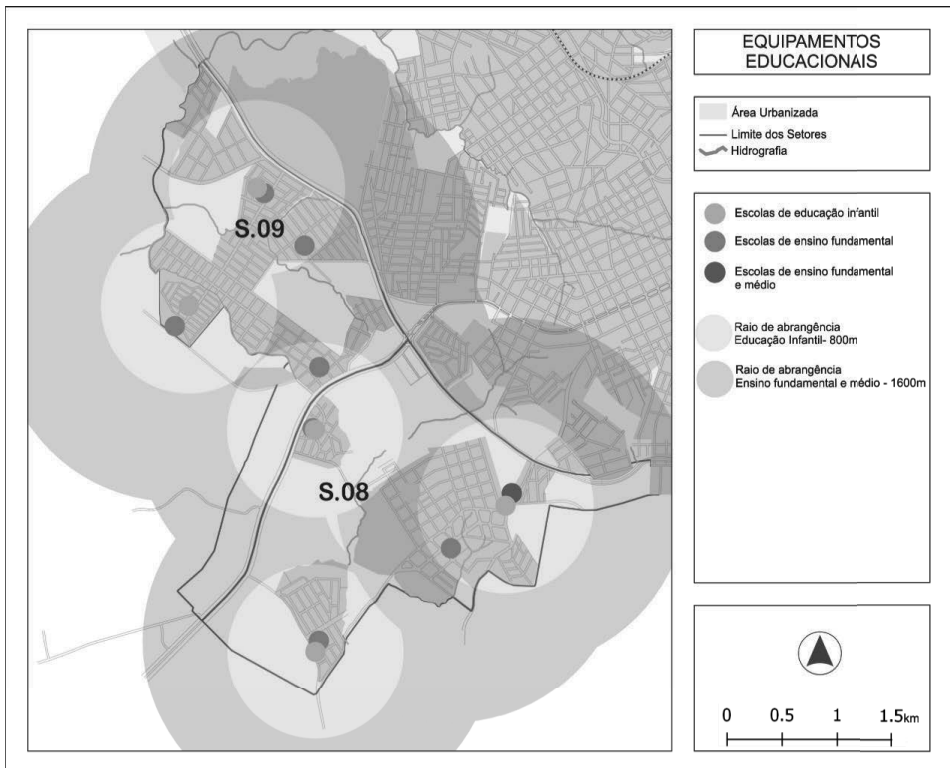 EQUIPAMENTOS
EDUCACIONAIS
Área Urbanizada
Limite dos Setores
Hidrografia
Escolas de educação infantil
Escolas de ensino fundamental
Escolas de ensino fundamental
e médio
Raio de abrangência
Educação Infantil- 800m
Raio de abrangência
Ensino fundamental e médio - 1600m
S.09
S.08
0 0.5 1 1.5km